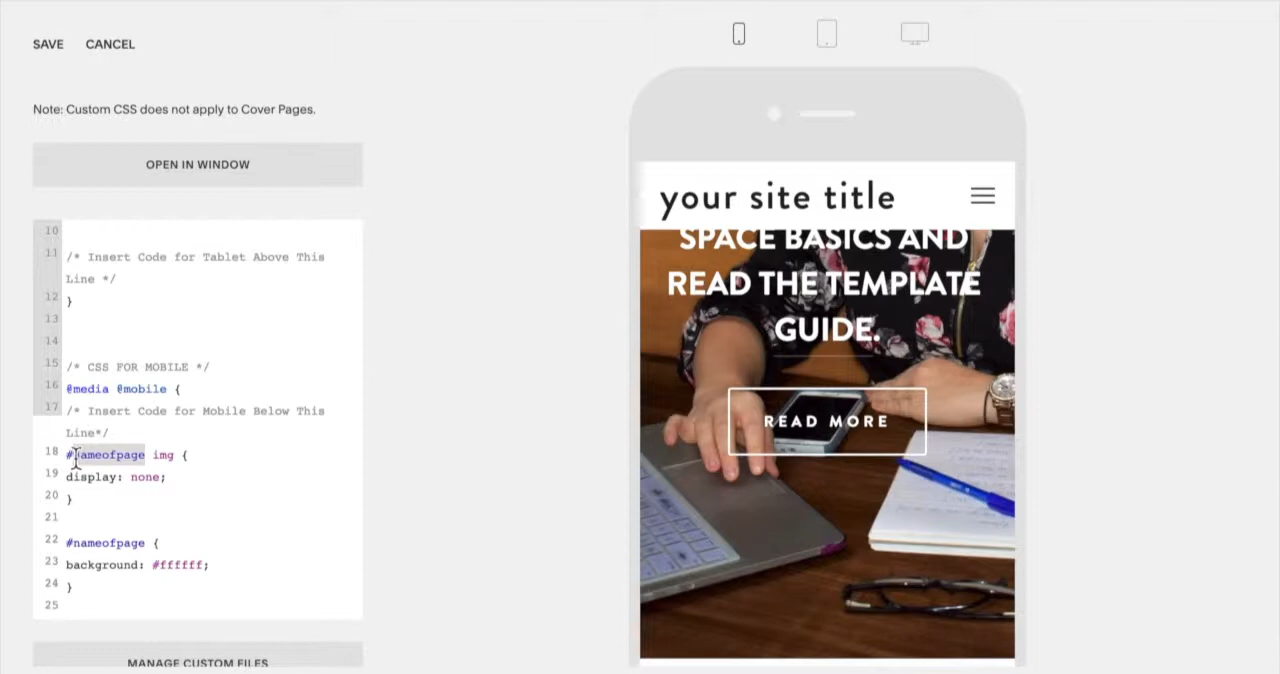 SAVE CANCEL
Note: Custom CSS does not apply to Cover Pages.
OPEN IN WINDOW
10
11 /* Insert Code for Tablet Above This
Line */
12 }
13
14
15 /* CSS FOR MOBILE */
16 @media @mobile {
17 /* Insert Code for Mobile Below This
Line*/
18 #nameofpage img {
19 display: none;
20 }
21
22 #nameofpage {
23 background: #ffffff;
24 }
25
MANAGE CUSTOM FILES
your site title
SPACE BASICS AND
READ THE TEMPLATE
GUIDE.
READ MORE